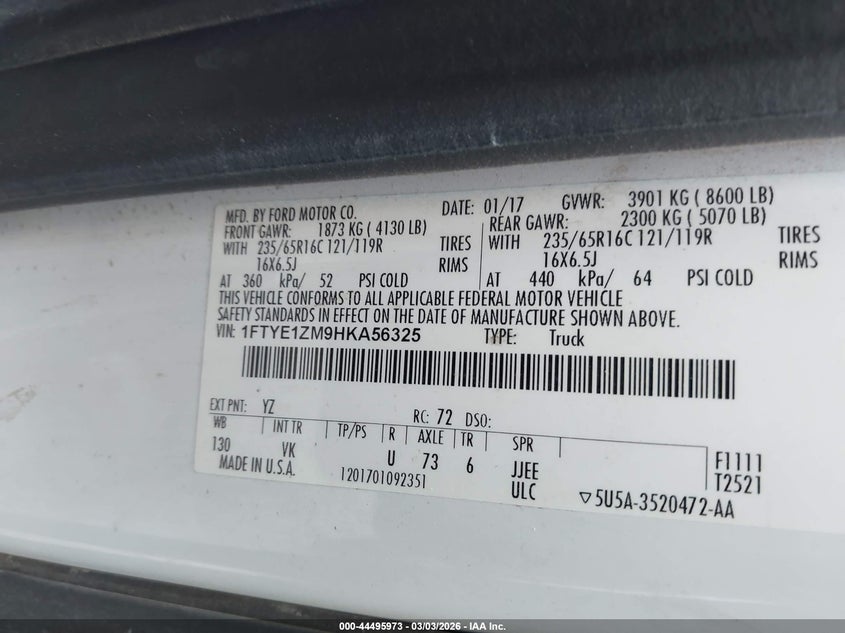 MFD. BY FORD MOTOR CO. DATE: 01/17 GVWR: 3901 KG ( 8600 LB)
FRONT GAWR: 1873 KG ( 4130 LB) REAR GAWR: 2300 KG ( 5070 LB)
WITH 235/65R16C 121/119R TIRES WITH 235/65R16C 121/119R TIRES
16X6.5J RIMS 16X6.5J RIMS
AT 360 kPa/ 52 PSI COLD AT 440 kPa/ 64 PSI COLD
THIS VEHICLE CONFORMS TO ALL APPLICABLE FEDERAL MOTOR VEHICLE
SAFETY STANDARDS IN EFFECT ON THE DATE OF MANUFACTURE SHOWN ABOVE.
VIN: 1FTYE1ZM9HKA56325 TYPE: Truck
EXT PNT: YZ RC: 72 DSO:
WB INT TR TP/PS R AXLE TR SPR
130 VK U 73 6 JJEE F1111
MADE IN U.S.A. 1201701092351 ULC T2521
▽5U5A-3520472-AA
000-44495973 - 03/03/2026 - IAA Inc.